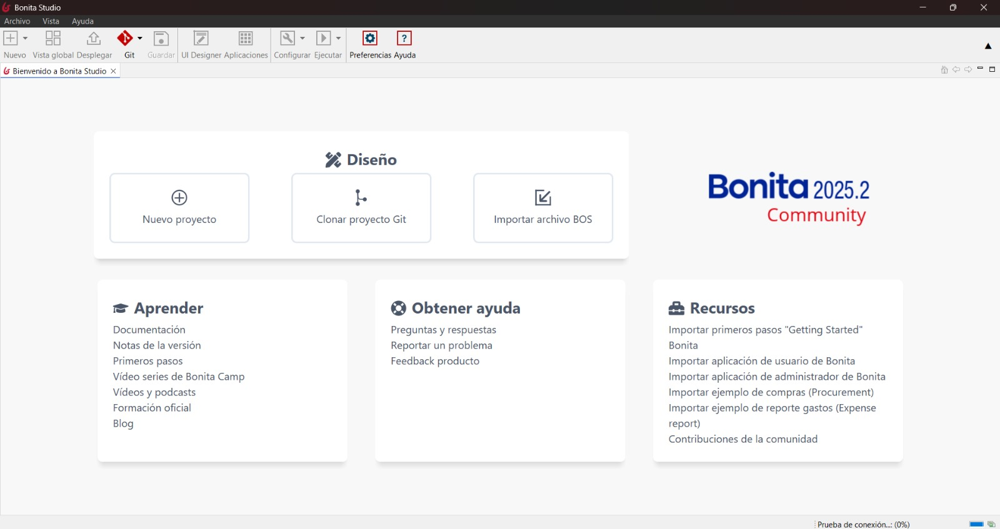 Bonita Studio
Archivo Vista Ayuda
Nuevo Vista global Desplegar Git Guardar UI Designer Aplicaciones Configurar Ejecutar Preferencias Ayuda
Bienvenido a Bonita Studio
Diseño
Nuevo proyecto
Clonar proyecto Git
Importar archivo BOS
Bonita 2025.2
Community
Aprender
Documentación
Notas de la versión
Primeros pasos
Vídeo series de Bonita Camp
Vídeos y podcasts
Formación oficial
Blog
Obtener ayuda
Preguntas y respuestas
Reportar un problema
Feedback producto
Recursos
Importar primeros pasos "Getting Started"
Bonita
Importar aplicación de usuario de Bonita
Importar aplicación de administrador de Bonita
Importar ejemplo de compras (Procurement)
Importar ejemplo de reporte gastos (Expense
report)
Contribuciones de la comunidad
Prueba de conexión...: (0%)